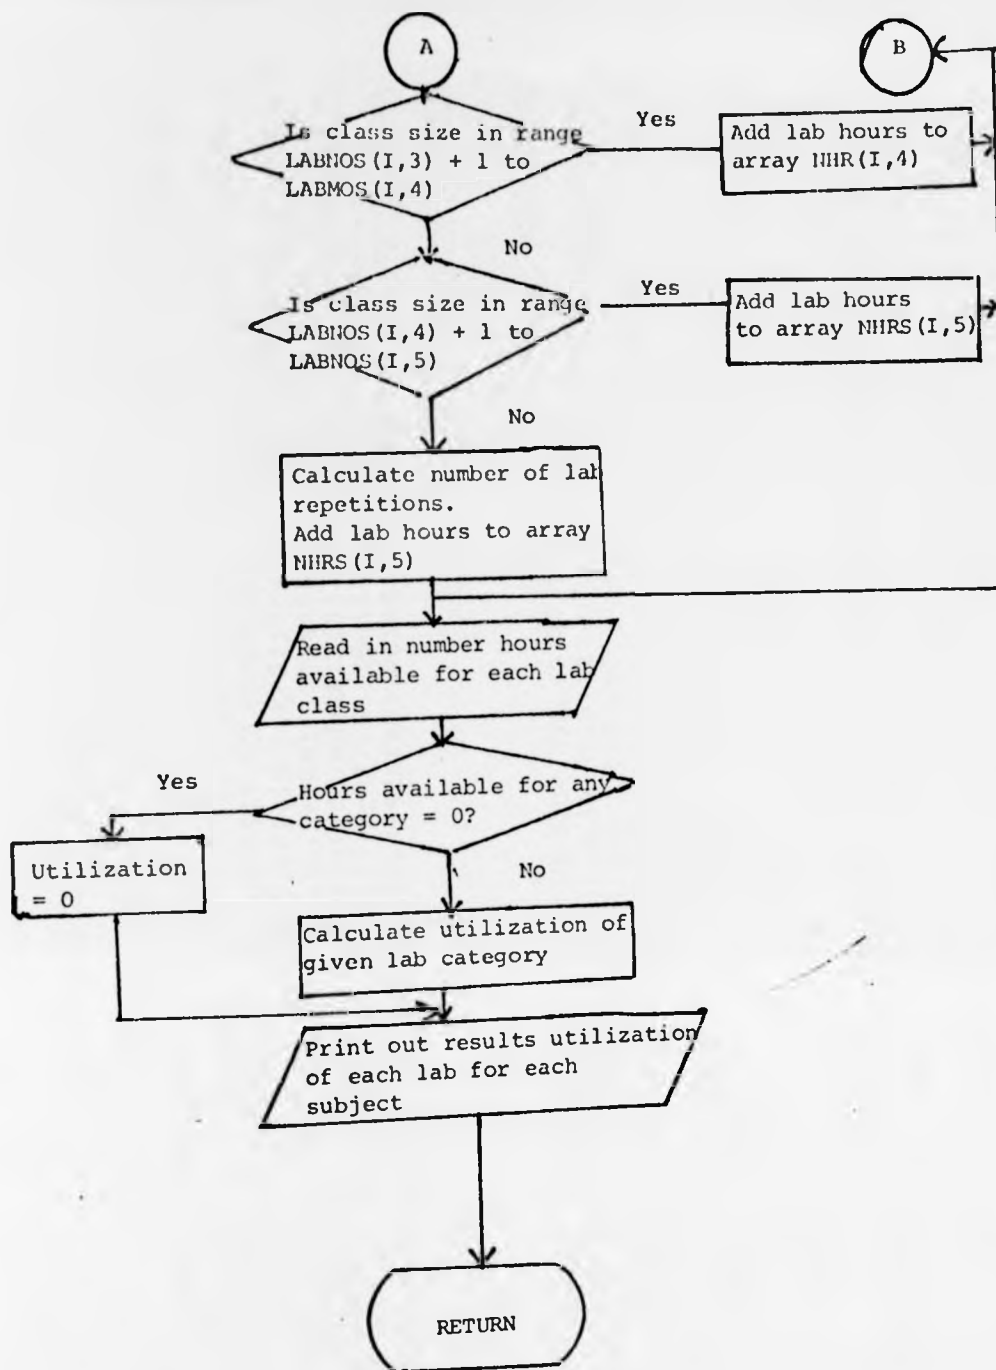 A
B
Is class size in range
LABNOS(I,3) + 1 to
LABMOS(I,4)
Yes
Add lab hours to
array NHR(I,4)
No
Is class size in range
LABNOS(I,4) + 1 to
LABNOS(I,5)
Yes
Add lab hours
to array NHRS(I,5)
No
Calculate number of lab
repetitions.
Add lab hours to array
NHRS(I,5)
Read in number hours
available for each lab
class
Yes
Hours available for any
category = 0?
Utilization
= 0
No
Calculate utilization of
given lab category
Print out results utilization
of each lab for each
subject
RETURN